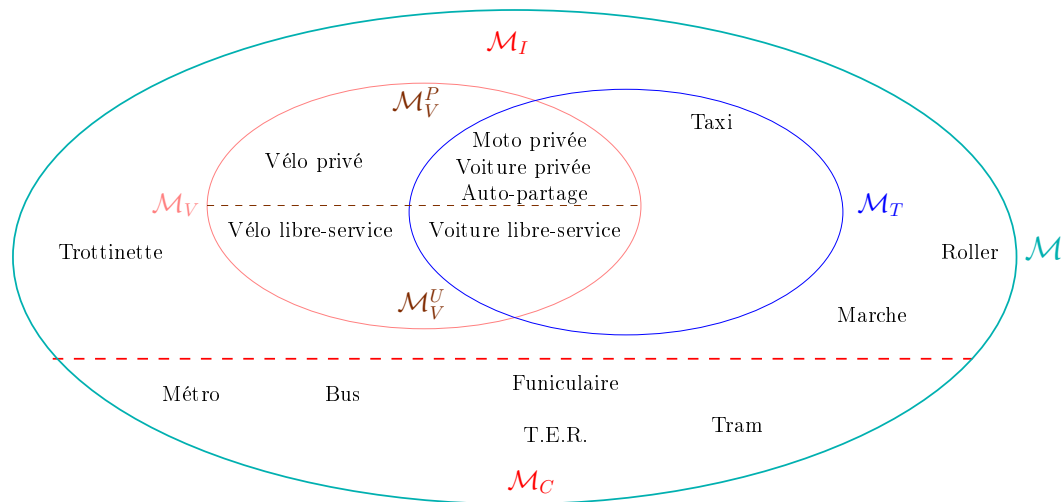 M_I
M_V^P
Taxi
Moto privée
Vélo privé
Voiture privée
Auto-partage
M_V
M_T
Vélo libre-service
Voiture libre-service
Trottinette
Roller
M
M_V^U
Marche
Métro
Bus
Funiculaire
T.E.R.
Tram
M_C